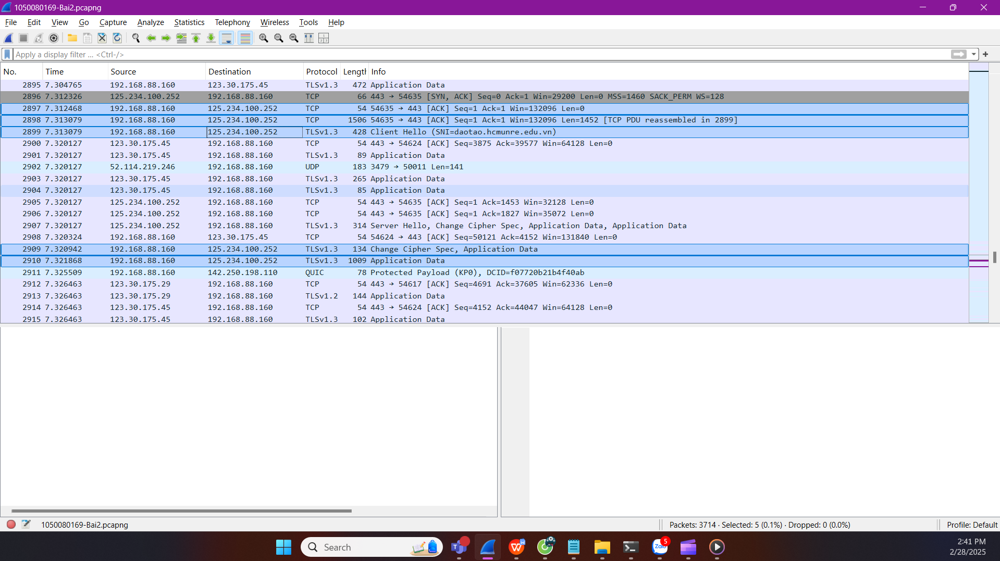 1050080169-Bai2.pcapng
File Edit View Go Capture Analyze Statistics Telephony Wireless Tools Help
Apply a display filter ... <Ctrl-/>
No. Time Source Destination Protocol Length Info
2895 7.304765 192.168.88.160 123.30.175.45 TLSv1.3 472 Application Data
2896 7.312326 125.234.100.252 192.168.88.160 TCP 66 443 → 54635 [SYN, ACK] Seq=0 Ack=1 Win=29200 Len=0 MSS=1460 SACK_PERM WS=128
2897 7.312468 192.168.88.160 125.234.100.252 TCP 54 54635 → 443 [ACK] Seq=1 Ack=1 Win=132096 Len=0
2898 7.313079 192.168.88.160 125.234.100.252 TCP 1506 54635 → 443 [ACK] Seq=1 Ack=1 Win=132096 Len=1452 [TCP PDU reassembled in 2899]
2899 7.313079 192.168.88.160 125.234.100.252 TLSv1.3 428 Client Hello (SNI=daotao.hcmunre.edu.vn)
2900 7.320127 123.30.175.45 192.168.88.160 TCP 54 443 → 54624 [ACK] Seq=3875 Ack=39577 Win=64128 Len=0
2901 7.320127 123.30.175.45 192.168.88.160 TLSv1.3 89 Application Data
2902 7.320127 52.114.219.246 192.168.88.160 UDP 183 3479 → 50011 Len=141
2903 7.320127 123.30.175.45 192.168.88.160 TLSv1.3 265 Application Data
2904 7.320127 123.30.175.45 192.168.88.160 TLSv1.3 85 Application Data
2905 7.320127 125.234.100.252 192.168.88.160 TCP 54 443 → 54635 [ACK] Seq=1 Ack=1453 Win=32128 Len=0
2906 7.320127 125.234.100.252 192.168.88.160 TCP 54 443 → 54635 [ACK] Seq=1 Ack=1827 Win=35072 Len=0
2907 7.320127 125.234.100.252 192.168.88.160 TLSv1.3 314 Server Hello, Change Cipher Spec, Application Data, Application Data
2908 7.320324 192.168.88.160 123.30.175.45 TCP 54 54624 → 443 [ACK] Seq=50121 Ack=4152 Win=131840 Len=0
2909 7.320942 192.168.88.160 125.234.100.252 TLSv1.3 134 Change Cipher Spec, Application Data
2910 7.321868 192.168.88.160 125.234.100.252 TLSv1.3 1009 Application Data
2911 7.325509 192.168.88.160 142.250.198.110 QUIC 78 Protected Payload (KP0), DCID=f07720b21b4f40ab
2912 7.326463 123.30.175.29 192.168.88.160 TCP 54 443 → 54617 [ACK] Seq=4691 Ack=37605 Win=62336 Len=0
2913 7.326463 123.30.175.29 192.168.88.160 TLSv1.2 144 Application Data
2914 7.326463 123.30.175.45 192.168.88.160 TCP 54 443 → 54624 [ACK] Seq=4152 Ack=44047 Win=64128 Len=0
2915 7.326463 123.30.175.45 192.168.88.160 TLSv1.3 102 Application Data
1050080169-Bai2.pcapng Packets: 3714 · Selected: 5 (0.1%) · Dropped: 0 (0.0%) Profile: Default
Search
Zalo 5
2:41 PM
2/28/2025